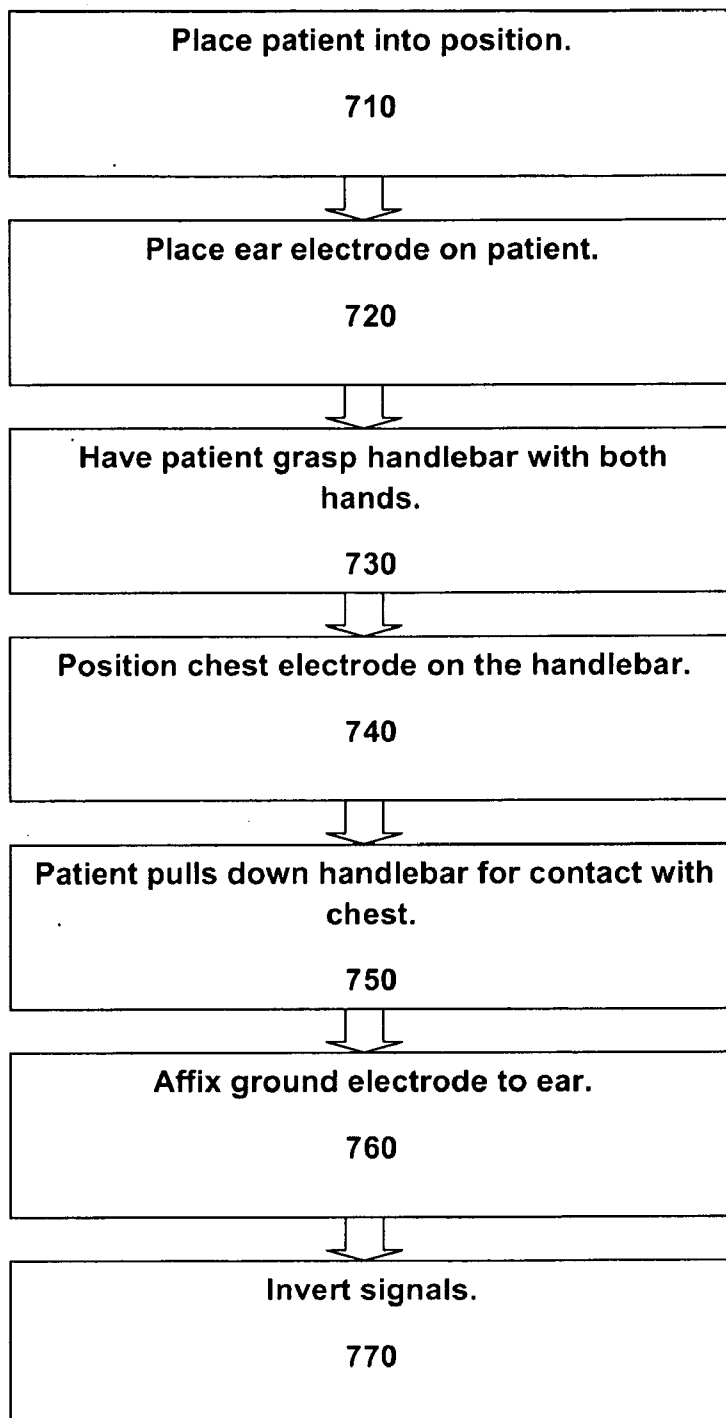 Place patient into position.
710
Place ear electrode on patient.
720
Have patient grasp handlebar with both
hands.
730
Position chest electrode on the handlebar.
740
Patient pulls down handlebar for contact with
chest.
750
Affix ground electrode to ear.
760
Invert signals.
770